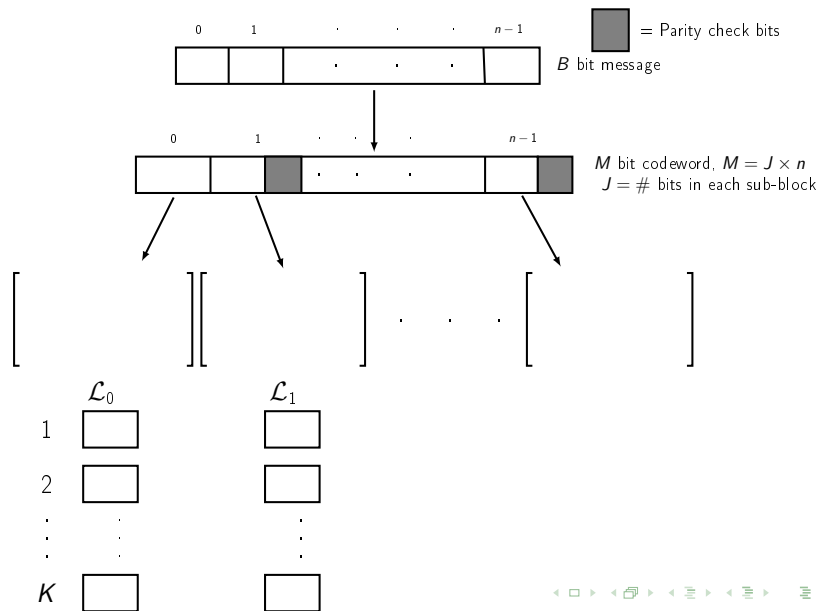 0 1 · · · n − 1
= Parity check bits
· · ·
B bit message
0 1 · · · n − 1
· · ·
M bit codeword, M = J × n
J = # bits in each sub-block
· · ·
ℒ₀ ℒ₁
1
2
⋮ ⋮ ⋮
K